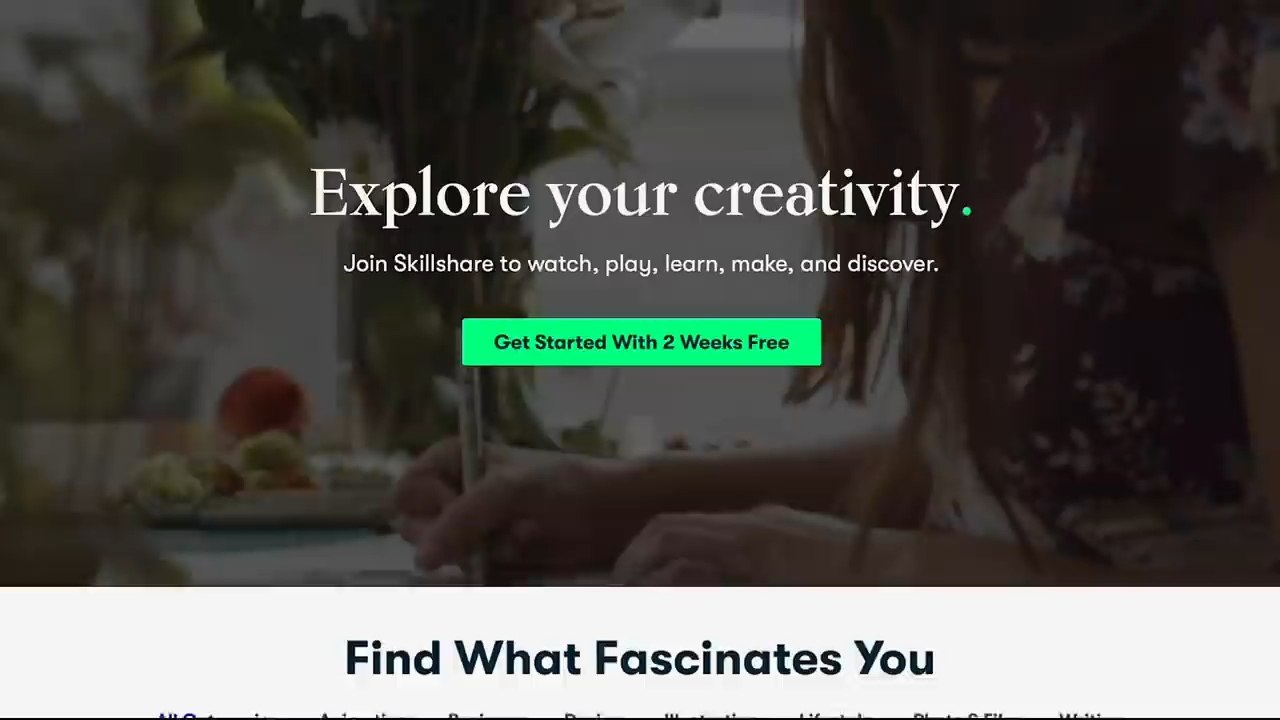 Explore your creativity.
Join Skillshare to watch, play, learn, make, and discover.
Get Started With 2 Weeks Free
Find What Fascinates You